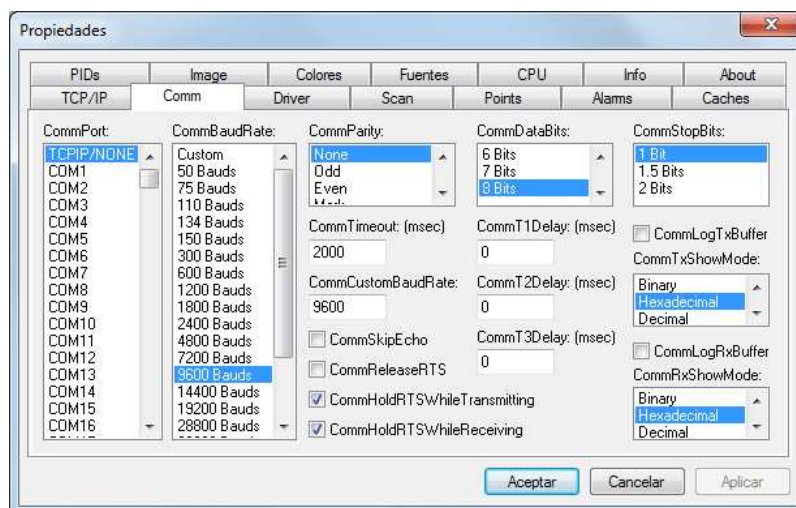 Propiedades
PIDs Image Colores Fuentes CPU Info About
TCP/IP Comm Driver Scan Points Alarms Caches
CommPort: CommBaudRate: CommParity: CommDataBits: CommStopBits:
TCPIP/NONE Custom None 6 Bits 1 Bit
COM1 50 Bauds Odd 7 Bits 1.5 Bits
COM2 75 Bauds Even 8 Bits 2 Bits
COM3 110 Bauds
COM4 134 Bauds CommTimeout: (msec) CommT1Delay: (msec) CommLogTxBuffer
COM5 150 Bauds 2000 0 CommTxShowMode:
COM6 300 Bauds Binary
COM7 600 Bauds CommCustomBaudRate: CommT2Delay: (msec) Hexadecimal
COM8 1200 Bauds 9600 0 Decimal
COM9 1800 Bauds
COM10 2400 Bauds CommSkipEcho CommT3Delay: (msec) CommLogRxBuffer
COM11 4800 Bauds 0 CommRxShowMode:
COM12 7200 Bauds CommReleaseRTS Binary
COM13 9600 Bauds Hexadecimal
COM14 14400 Bauds CommHoldRTSWhileTransmitting Decimal
COM15 19200 Bauds
COM16 28800 Bauds CommHoldRTSWhileReceiving
Aceptar Cancelar Aplicar